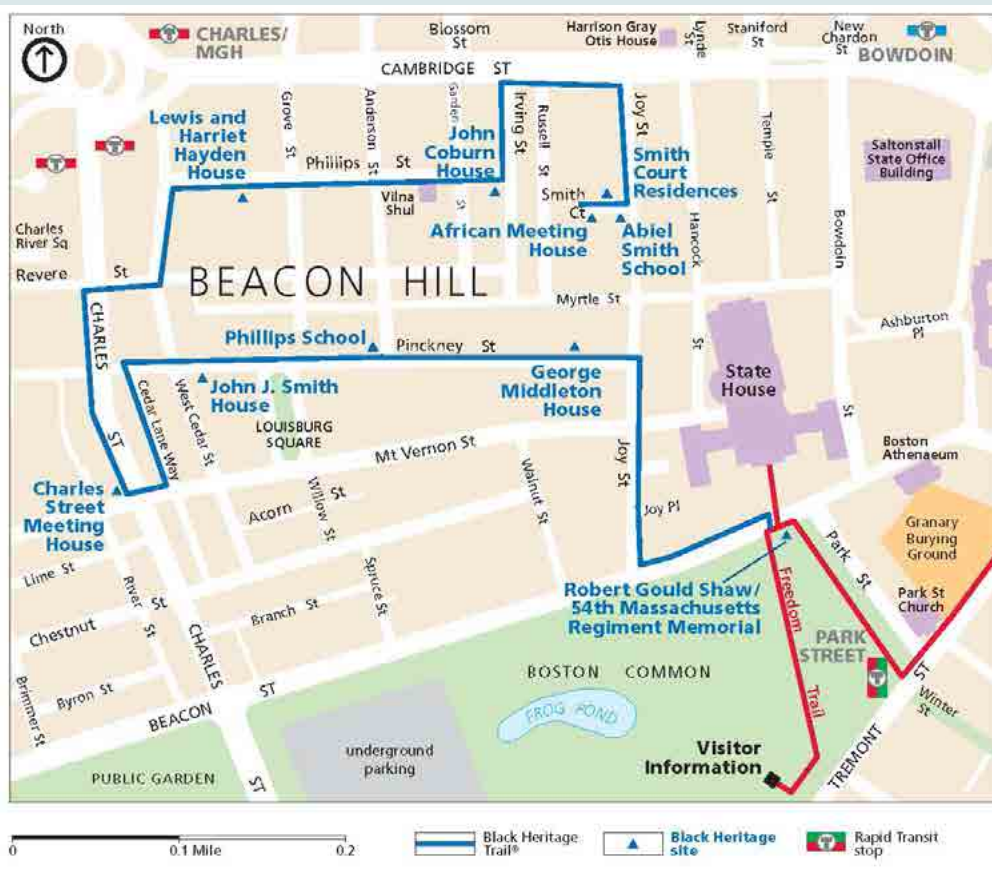 North
CHARLES/
MGH
Blossom
St
Harrison Gray
Otis House
Lynde
St
Staniford
St
New
Chardon
St
BOWDOIN
CAMBRIDGE ST
Lewis and
Harriet
Hayden
House
Grove
St
Anderson
St
Garden
St
John
Coburn
House
Irving St
Russell
St
Joy St
Smith
Court
Residences
Temple
St
Saltonstall
State Office
Building
Phillips St
Vilna
Shul
Smith
Ct
African Meeting
House
Abiel
Smith
School
Hancock
St
Bowdoin
St
Charles
River Sq
Revere St
BEACON HILL
Myrtle St
Ashburton
Pl
CHARLES
ST
Phillips School
Pinckney St
George
Middleton
House
State
House
John J. Smith
House
Cedar Lane Way
West Cedar St
LOUISBURG
SQUARE
Mt Vernon St
Joy St
Boston
Athenaeum
Charles
Street
Meeting
House
Acorn St
Willow St
Walnut St
Joy Pl
Granary
Burying
Ground
Park
St
Lime St
River
St
Spruce St
Chestnut St
Branch St
Robert Gould Shaw/
54th Massachusetts
Regiment Memorial
Freedom
Trail
Park St
Church
PARK
STREET
Brimmer St
Byron St
CHARLES
ST
BEACON ST
BOSTON COMMON
FROG POND
Winter
St
TREMONT ST
PUBLIC GARDEN
underground
parking
Visitor
Information
0 0.1 Mile 0.2
Black Heritage
Trail®
Black Heritage
site
Rapid Transit
stop
T
T
T
T
T
T